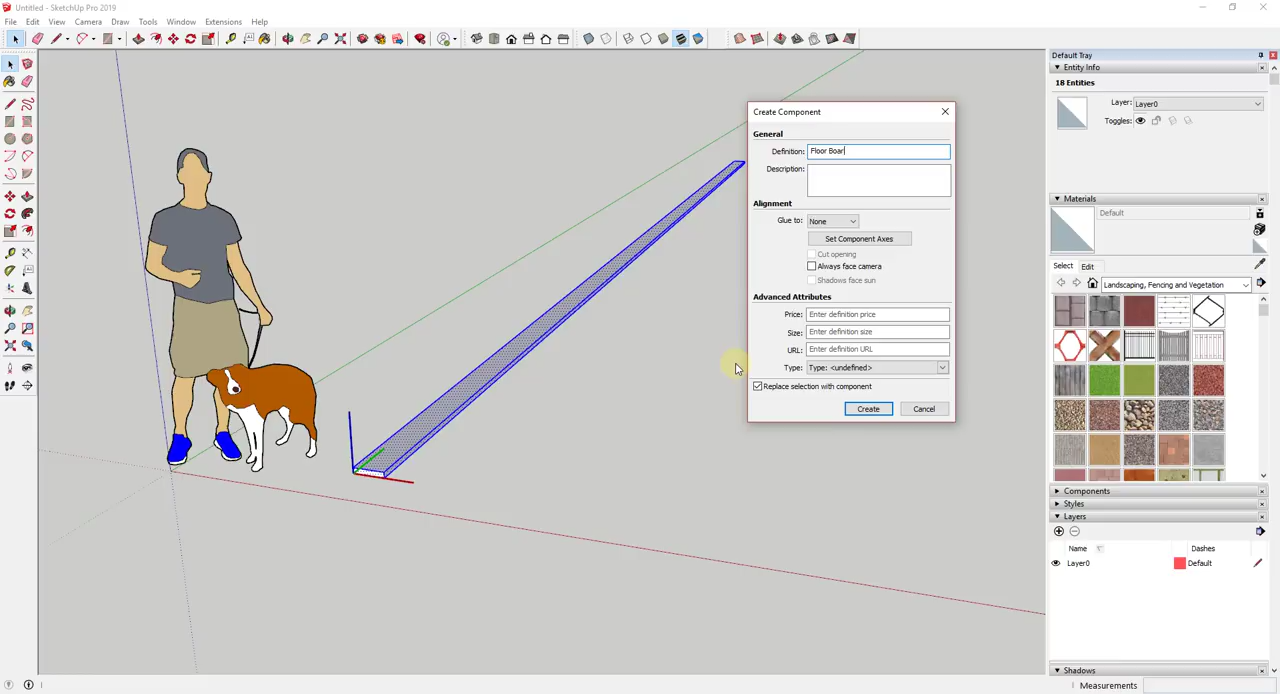 Untitled - SketchUp Pro 2019
File Edit View Camera Draw Tools Window Extensions Help
Default Tray
Entity Info
18 Entities
Layer: Layer0
Toggles:
Create Component
General
Definition: Floor Boar
Description:
Alignment
Glue to: None
Set Component Axes
Cut opening
Always face camera
Shadows face sun
Advanced Attributes
Price: Enter definition price
Size: Enter definition size
URL: Enter definition URL
Type: Type: <undefined>
Replace selection with component
Create Cancel
Materials
Default
Select Edit
Landscaping, Fencing and Vegetation
Components
Styles
Layers
Name Dashes
Layer0 Default
Shadows
Measurements